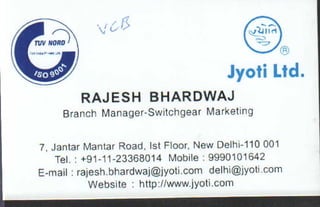 TUV NORD
ISO 9001
VCB
ज्योति
®
Jyoti Ltd.
RAJESH BHARDWAJ
Branch Manager-Switchgear Marketing
7, Jantar Mantar Road, Ist Floor, New Delhi-110 001
Tel. : +91-11-23368014 Mobile : 9990101642
E-mail : rajesh.bhardwaj@jyoti.com delhi@jyoti.com
Website : http://www.jyoti.com